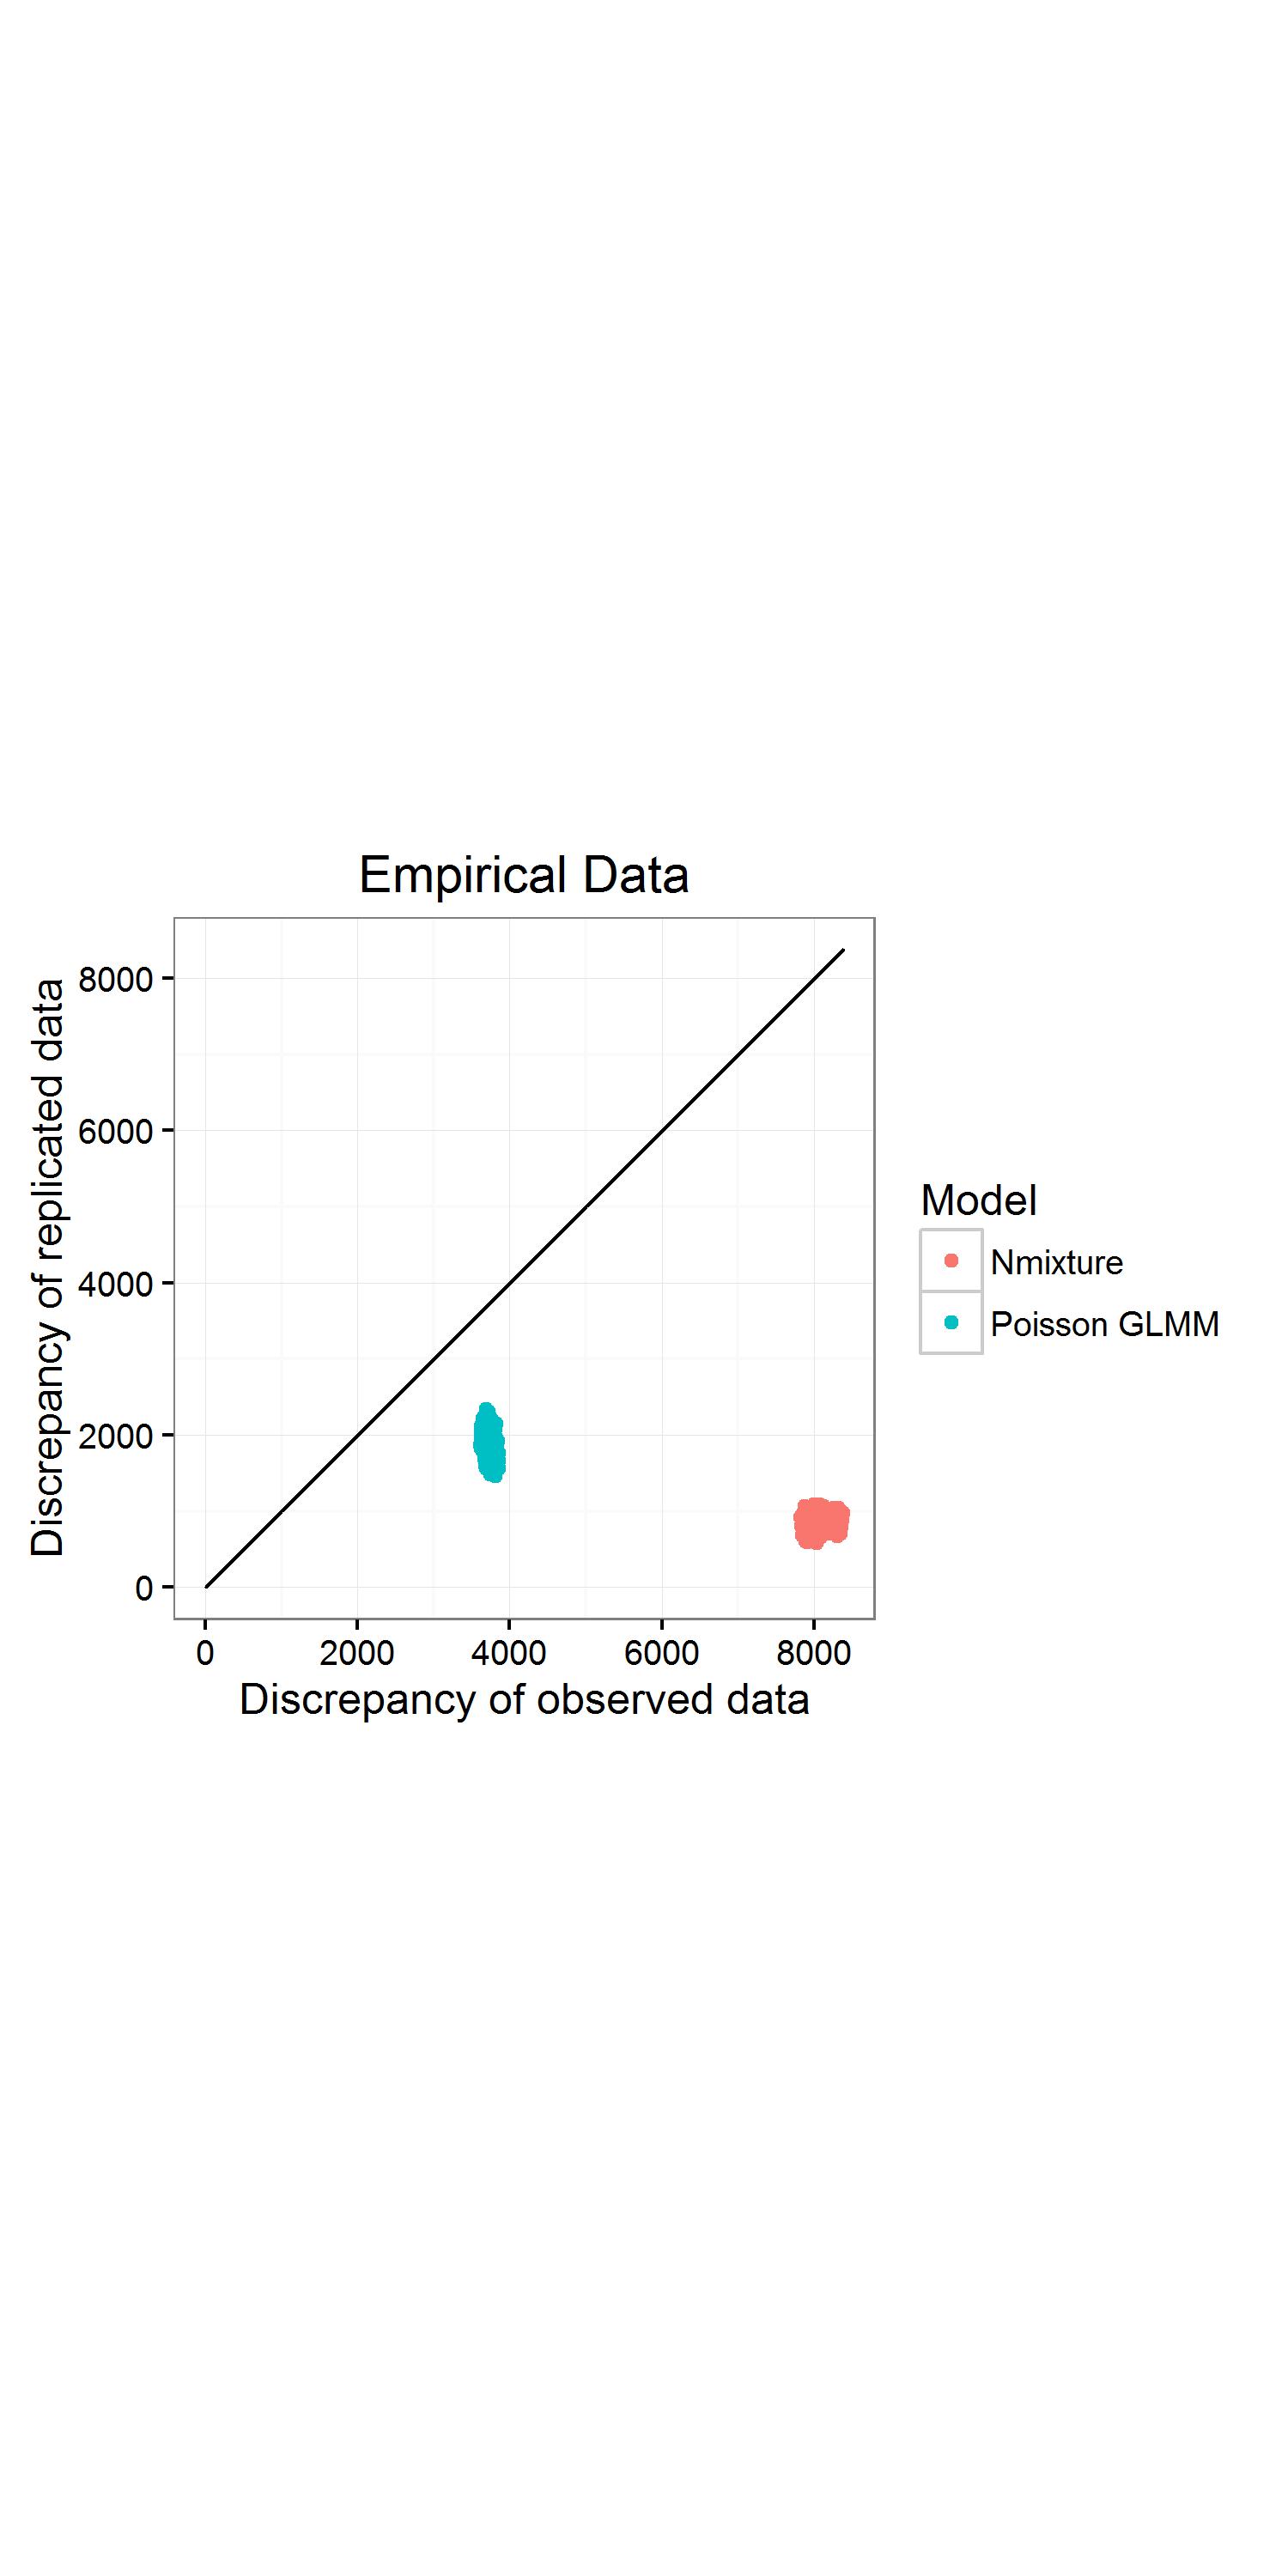 Empirical Data
Discrepancy of replicated data
8000
6000
4000
2000
0
0 2000 4000 6000 8000
Discrepancy of observed data
Model
Nmixture
Poisson GLMM